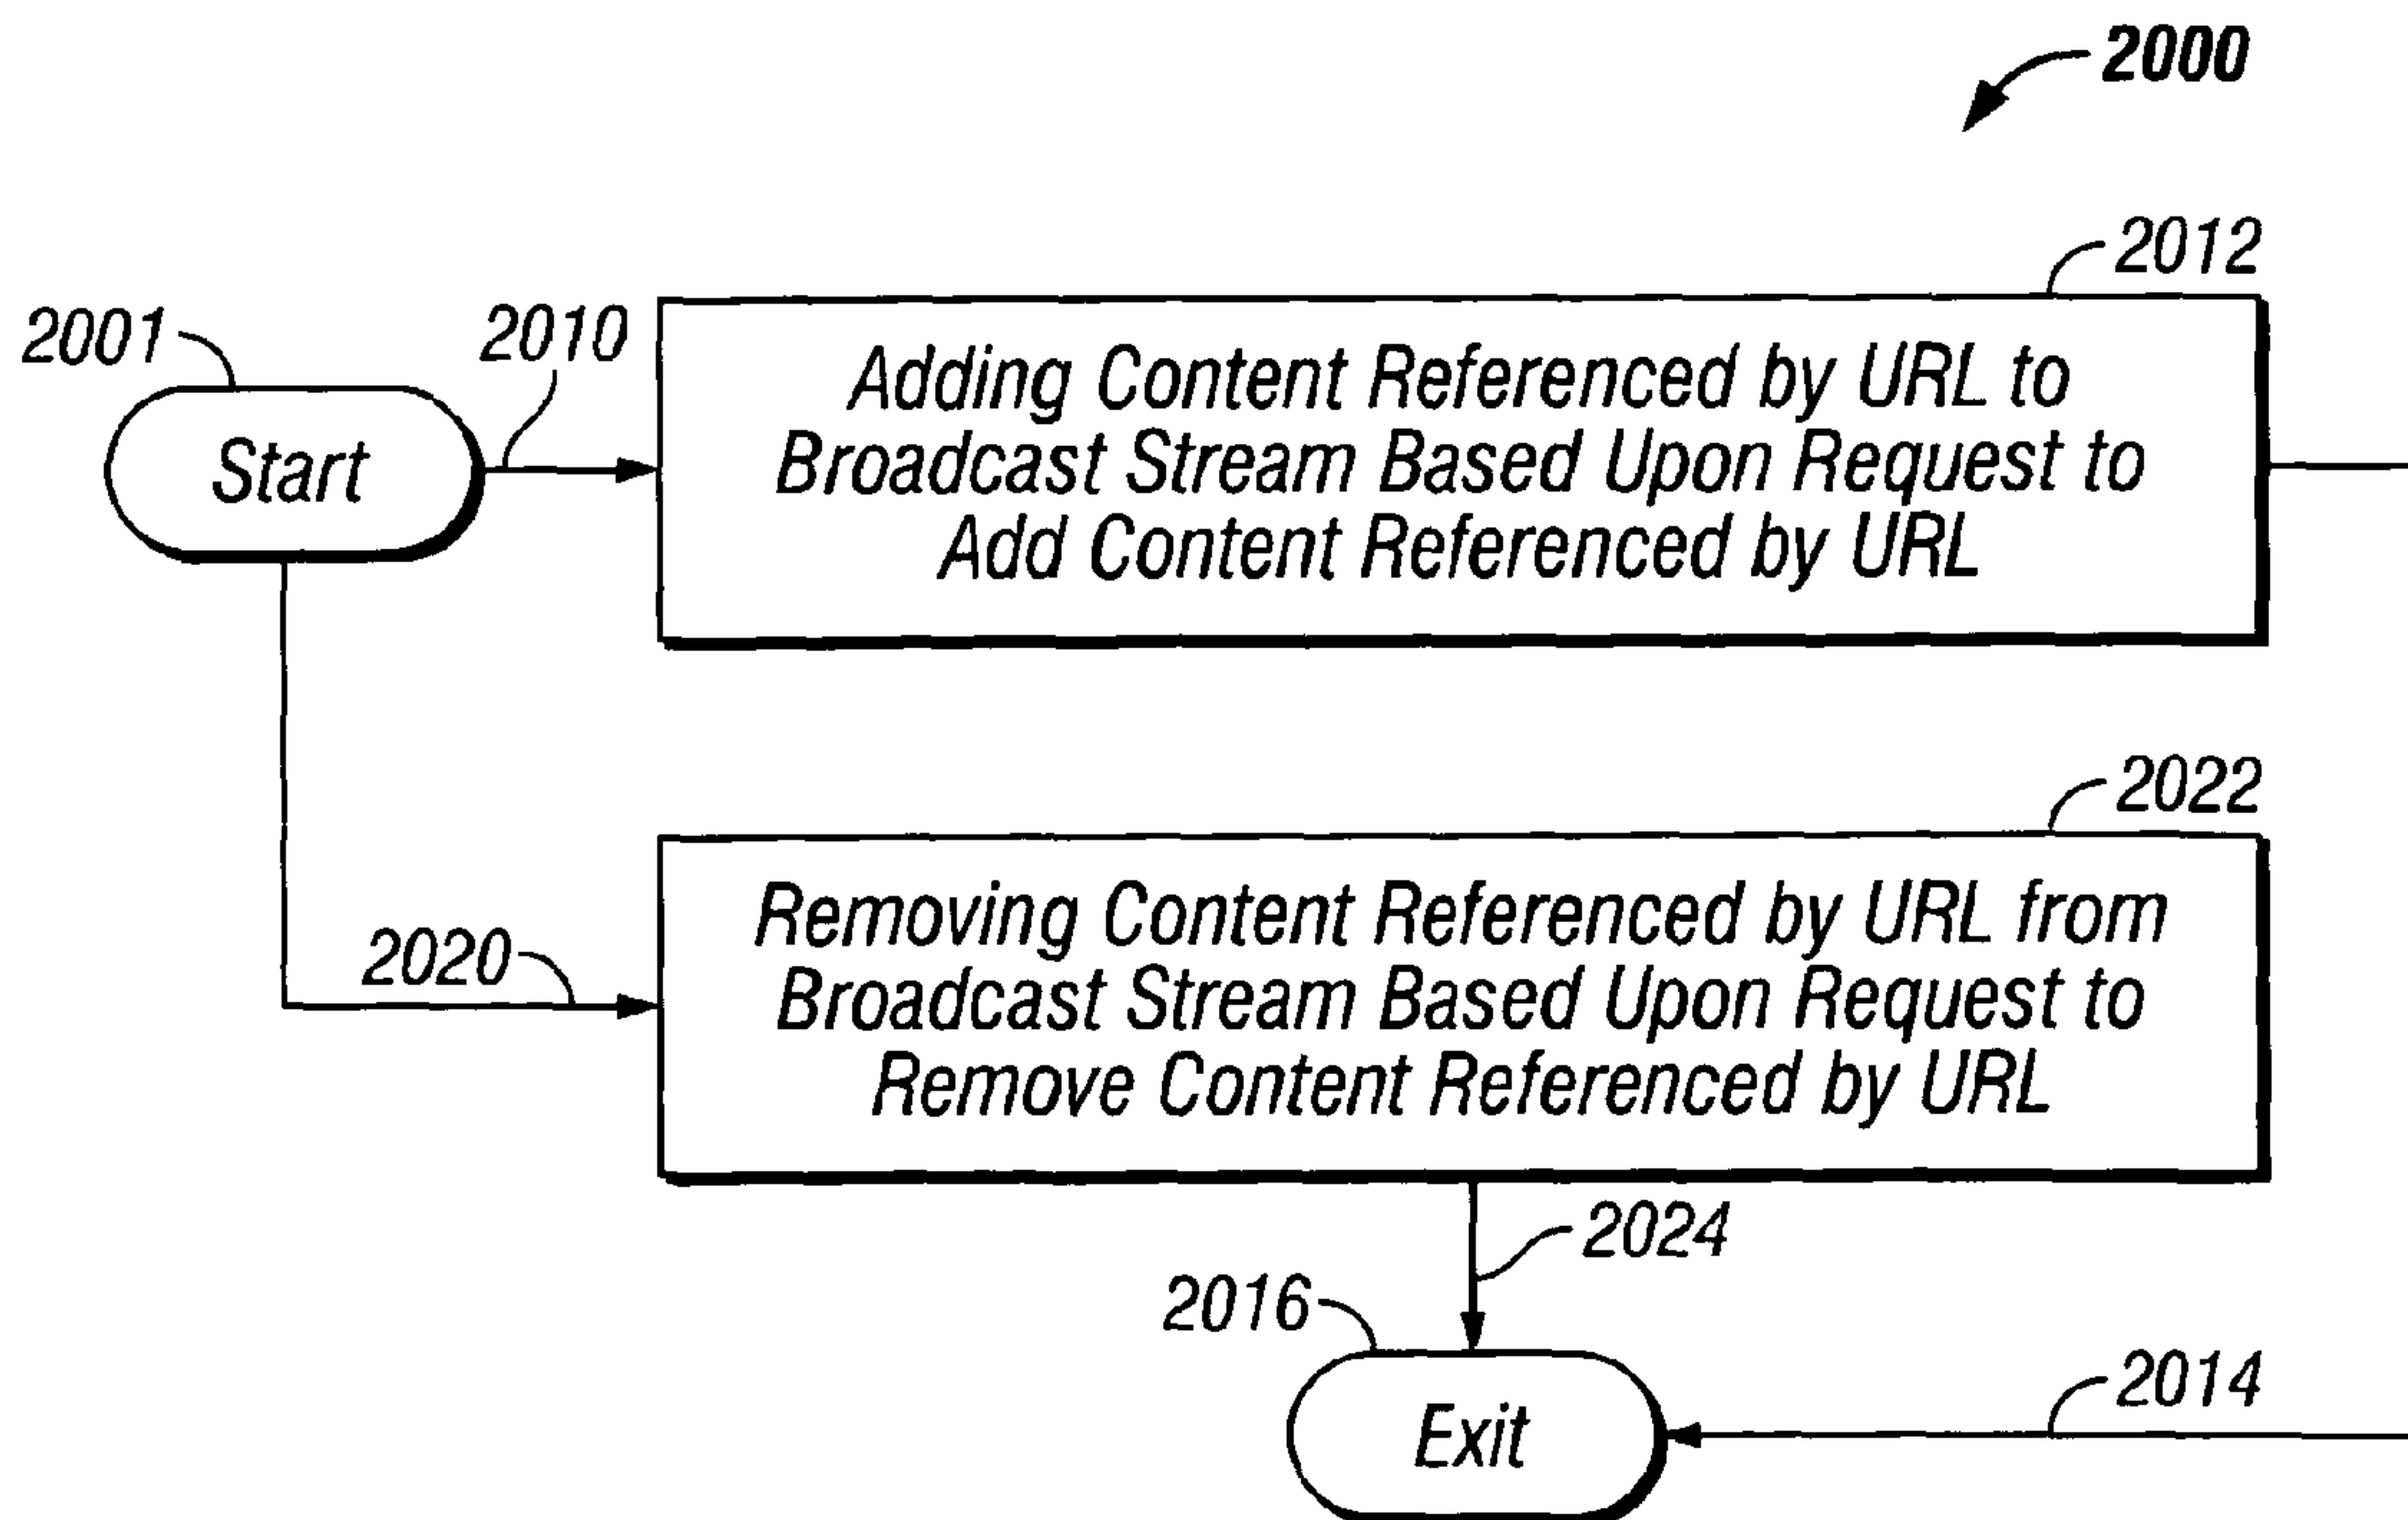 2000
2012
2001
2010
Adding Content Referenced by URL to
Broadcast Stream Based Upon Request to
Add Content Referenced by URL
Start
2022
Removing Content Referenced by URL from
Broadcast Stream Based Upon Request to
Remove Content Referenced by URL
2020
2024
2016
2014
Exit